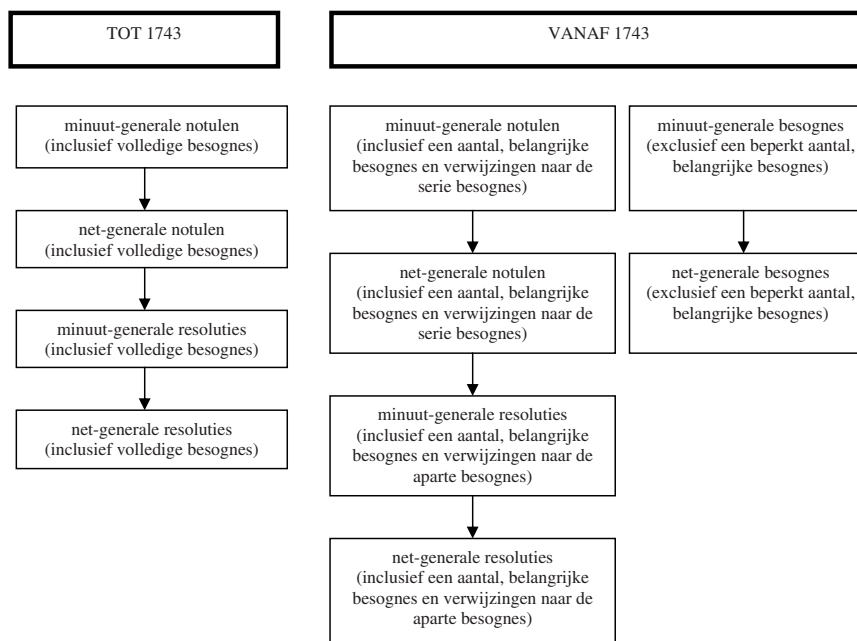 TOT 1743
VANAF 1743
minuut-generale notulen
(inclusief volledige besognes)
net-generale notulen
(inclusief volledige besognes)
minuut-generale resoluties
(inclusief volledige besognes)
net-generale resoluties
(inclusief volledige besognes)
minuut-generale notulen
(inclusief een aantal, belangrijke
besognes en verwijzingen naar de
serie besognes)
net-generale notulen
(inclusief een aantal, belangrijke
besognes en verwijzingen naar de
serie besognes)
minuut-generale resoluties
(inclusief een aantal, belangrijke
besognes en verwijzingen naar de
aparte besognes)
net-generale resoluties
(inclusief een aantal, belangrijke
besognes en verwijzingen naar de
aparte besognes)
minuut-generale besognes
(exclusief een beperkt aantal,
belangrijke besognes)
net-generale besognes
(exclusief een beperkt aantal,
belangrijke besognes)